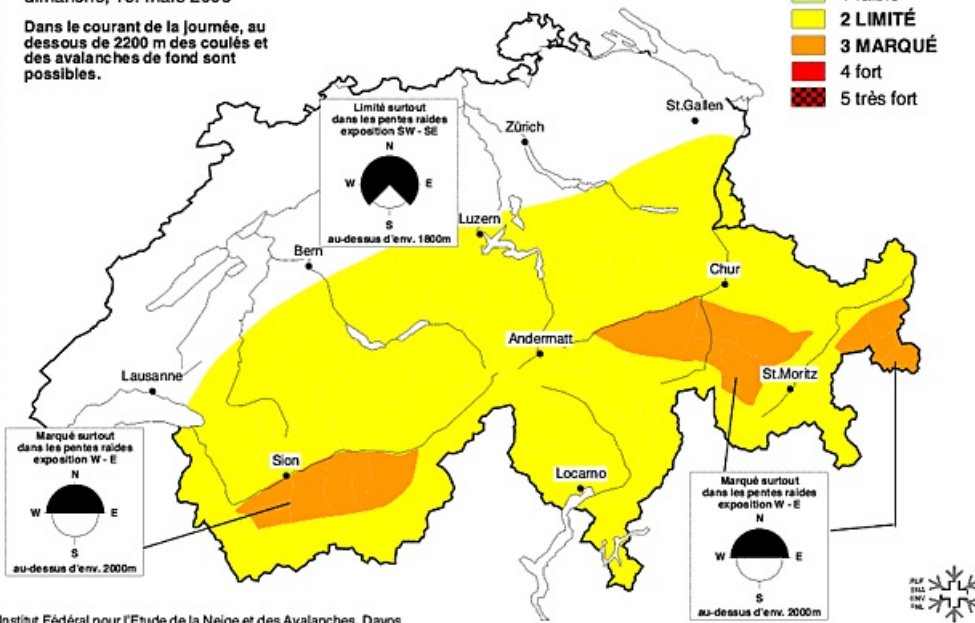 Dans le courant de la journée, au
dessous de 2200 m des coulés et
des avalanches de fond sont
possibles.
2 LIMITÉ
3 MARQUÉ
4 fort
5 très fort
Limité surtout
dans les pentes raides
exposition SW - SE
N
W E
S
au-dessus d'env. 1800m
St.Gallen
Zürich
Luzern
Bern
Chur
Andermatt
St.Moritz
Lausanne
Sion
Locarno
Marqué surtout
dans les pentes raides
exposition W - E
N
W E
S
au-dessus d'env. 2000m
Marqué surtout
dans les pentes raides
exposition W - E
N
W E
S
au-dessus d'env. 2000m
Institut Fédéral pour l'Etude de la Neige et des Avalanches, Davos